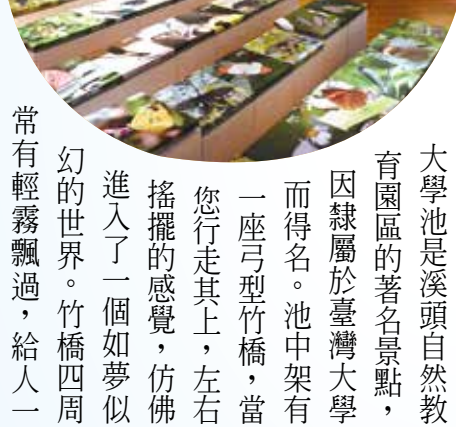 大學池是溪頭自然教
育園區的著名景點，
因隸屬於臺灣大學
而得名。池中架有
一座弓型竹橋，當
您行走其上，左右
搖擺的感覺，仿佛
進入了一個如夢似
幻的世界。竹橋四周
常有輕霧飄過，給人一